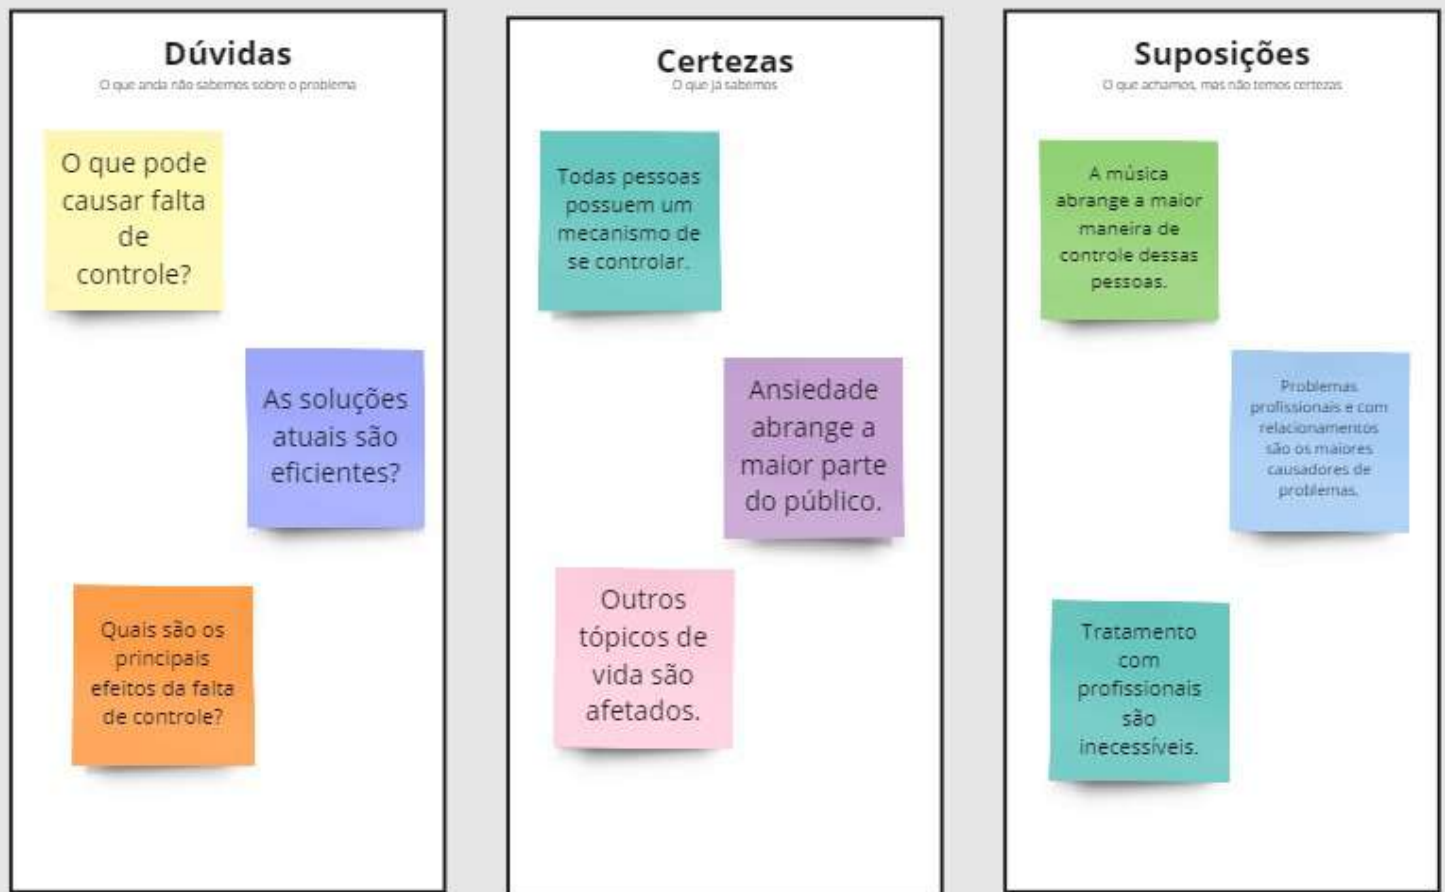 Dúvidas
O que anda não sabemos sobre o problema
O que pode
causar falta
de
controle?
As soluções
atuais são
eficientes?
Quais são os
principais
efeitos da falta
de controle?
Certezas
O que já sabemos
Todas pessoas
possuem um
mecanismo de
se controlar.
Ansiedade
abrange a
maior parte
do público.
Outros
tópicos de
vida são
afetados.
Suposições
O que achamos, mas não temos certezas
A música
abrange a maior
maneira de
controle dessas
pessoas.
Problemas
profissionais e com
relacionamentos
são os maiores
causadores de
problemas.
Tratamento
com
profissionais
são
inecessíveis.